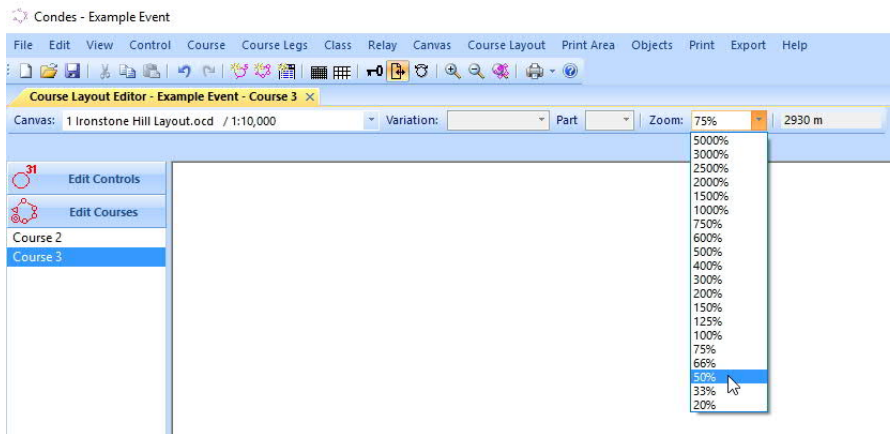 Condes - Example Event
File Edit View Control Course Course Legs Class Relay Canvas Course Layout Print Area Objects Print Export Help
Course Layout Editor - Example Event - Course 3
Canvas: 1 Ironstone Hill Layout.ocd / 1:10,000 Variation: Part Zoom: 75% 2930 m
5000%
3000%
2500%
2000%
1500%
1000%
750%
600%
500%
400%
300%
200%
150%
125%
100%
75%
66%
50%
33%
20%
31
Edit Controls
Edit Courses
Course 2
Course 3